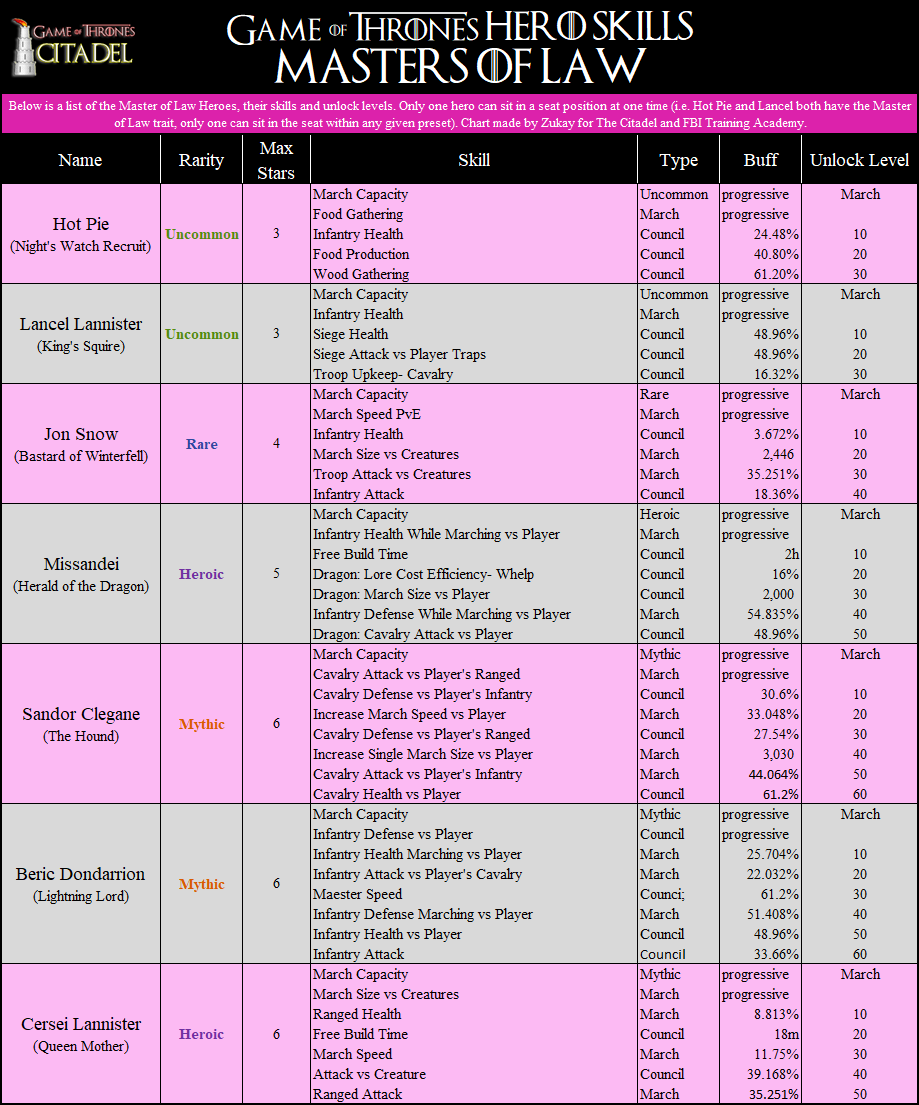 GAME OF THRONES
CITADEL
GAME OF THRONES HERO SKILLS
MASTERS OF LAW
Below is a list of the Master of Law Heroes, their skills and unlock levels. Only one hero can sit in a seat position at one time (i.e. Hot Pie and Lancel both have the Master
of Law trait, only one can sit in the seat within any given preset). Chart made by Zukay for The Citadel and FBI Training Academy.
Name Rarity Max Stars Skill Type Buff Unlock Level
Hot Pie
(Night's Watch Recruit)
Uncommon
3
March Capacity Uncommon progressive March
Food Gathering March progressive
Infantry Health Council 24.48% 10
Food Production Council 40.80% 20
Wood Gathering Council 61.20% 30
Lancel Lannister
(King's Squire)
Uncommon
3
March Capacity Uncommon progressive March
Infantry Health March progressive
Siege Health Council 48.96% 10
Siege Attack vs Player Traps Council 48.96% 20
Troop Upkeep- Cavalry Council 16.32% 30
Jon Snow
(Bastard of Winterfell)
Rare
4
March Capacity Rare progressive March
March Speed PvE March progressive
Infantry Health Council 3.672% 10
March Size vs Creatures March 2,446 20
Troop Attack vs Creatures March 35.251% 30
Infantry Attack Council 18.36% 40
Missandei
(Herald of the Dragon)
Heroic
5
March Capacity Heroic progressive March
Infantry Health While Marching vs Player March progressive
Free Build Time Council 2h 10
Dragon: Lore Cost Efficiency- Whelp Council 16% 20
Dragon: March Size vs Player Council 2,000 30
Infantry Defense While Marching vs Player March 54.835% 40
Dragon: Cavalry Attack vs Player Council 48.96% 50
Sandor Clegane
(The Hound)
Mythic
6
March Capacity Mythic progressive March
Cavalry Attack vs Player's Ranged March progressive
Cavalry Defense vs Player's Infantry Council 30.6% 10
Increase March Speed vs Player March 33.048% 20
Cavalry Defense vs Player's Ranged Council 27.54% 30
Increase Single March Size vs Player March 3,030 40
Cavalry Attack vs Player's Infantry March 44.064% 50
Cavalry Health vs Player Council 61.2% 60
Beric Dondarrion
(Lightning Lord)
Mythic
6
March Capacity Mythic progressive March
Infantry Defense vs Player Council progressive
Infantry Health Marching vs Player March 25.704% 10
Infantry Attack vs Player's Cavalry March 22.032% 20
Maester Speed Counci; 61.2% 30
Infantry Defense Marching vs Player March 51.408% 40
Infantry Health vs Player Council 48.96% 50
Infantry Attack Council 33.66% 60
Cersei Lannister
(Queen Mother)
Heroic
6
March Capacity Mythic progressive March
March Size vs Creatures March progressive
Ranged Health March 8.813% 10
Free Build Time Council 18m 20
March Speed March 11.75% 30
Attack vs Creature Council 39.168% 40
Ranged Attack March 35.251% 50